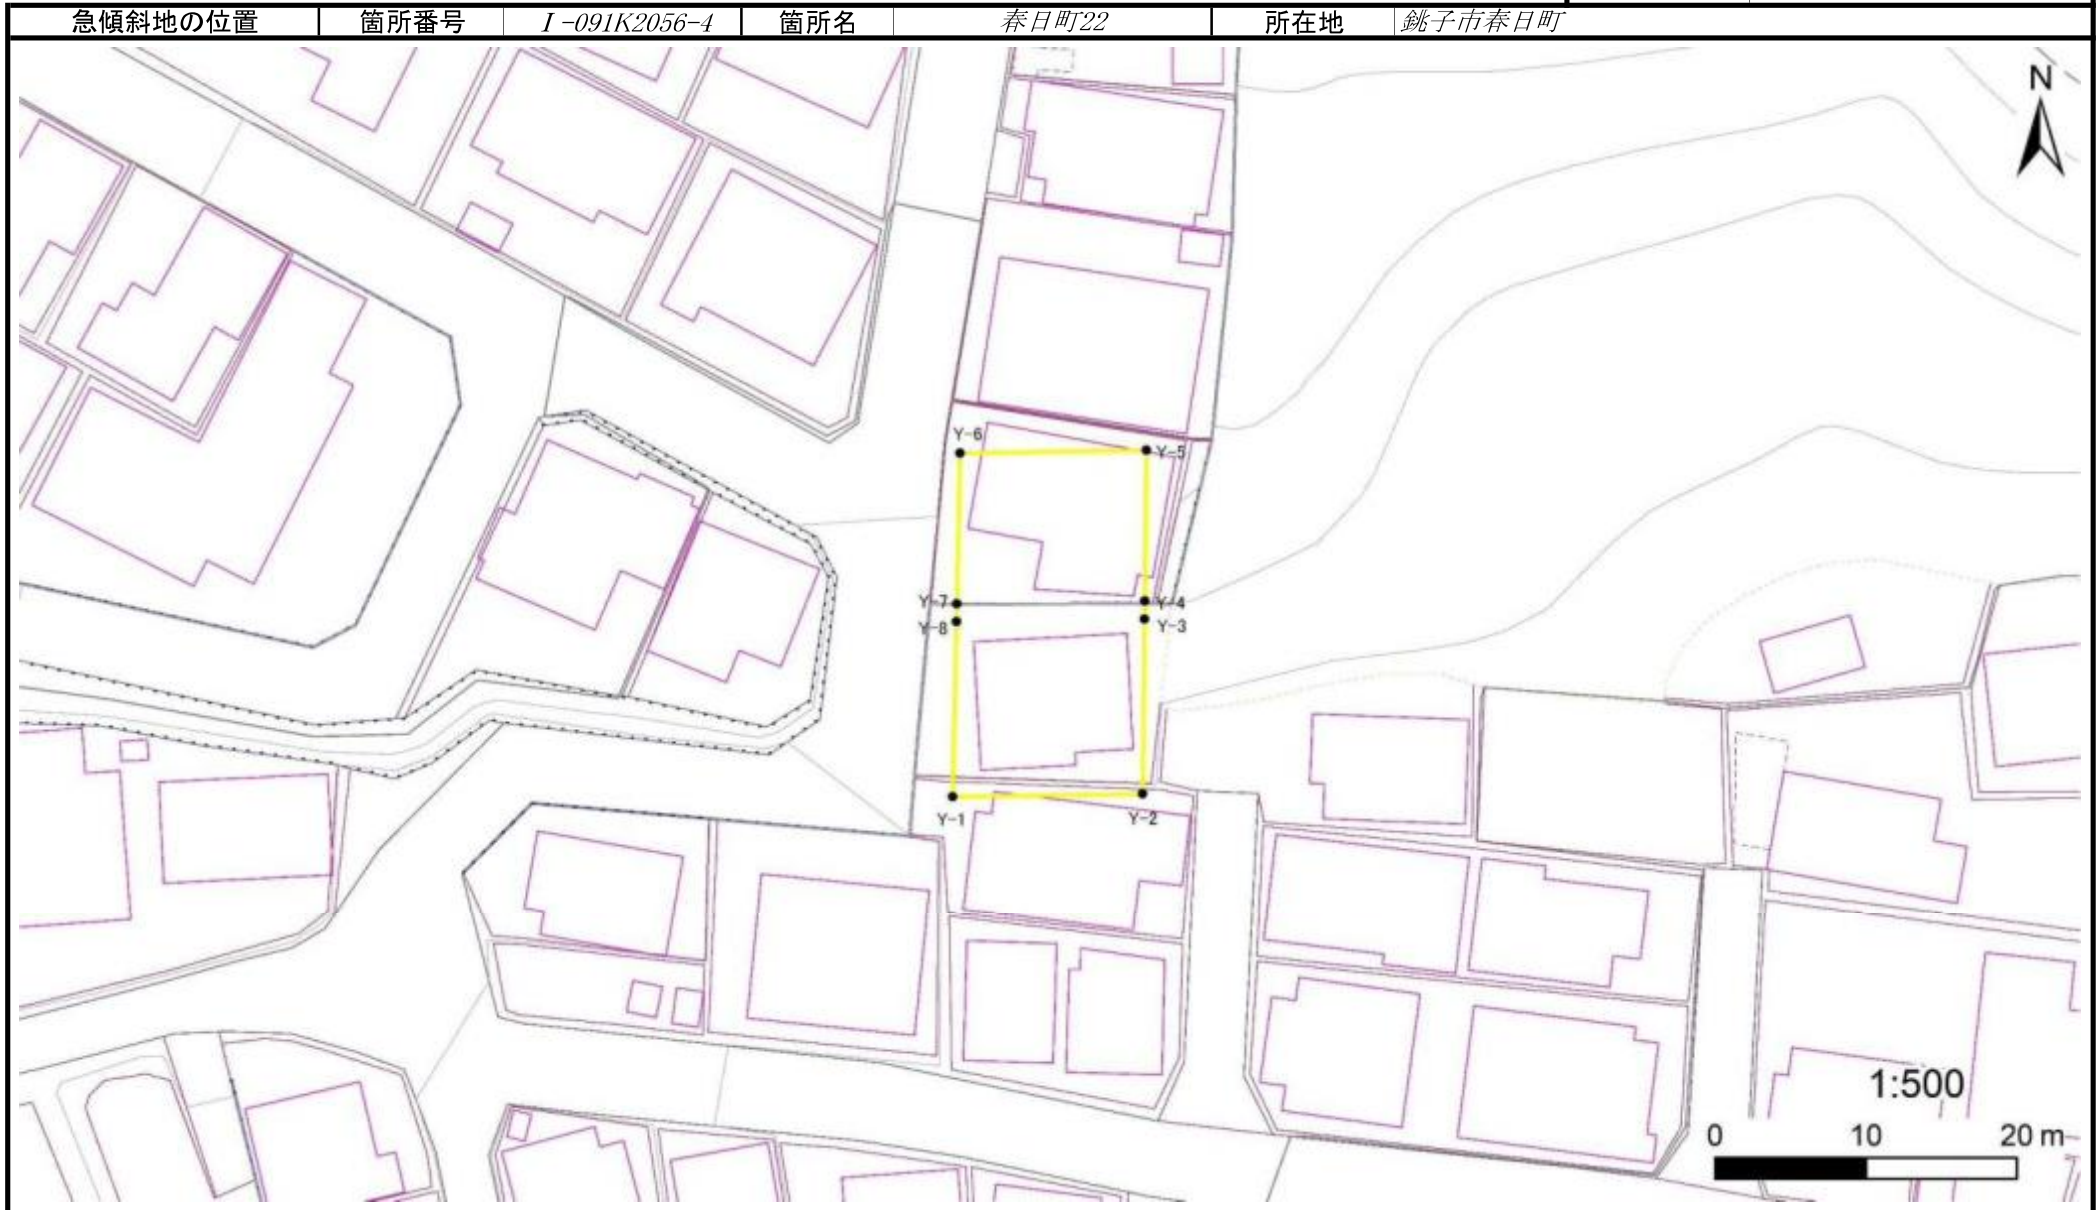 急傾斜地の位置 箇所番号 Ⅰ-091K2056-4 箇所名 春日町22 所在地 銚子市春日町
N
Y-6
Y-5
Y-7
Y-4
Y-8
Y-3
Y-1
Y-2
1:500
0 10 20 m